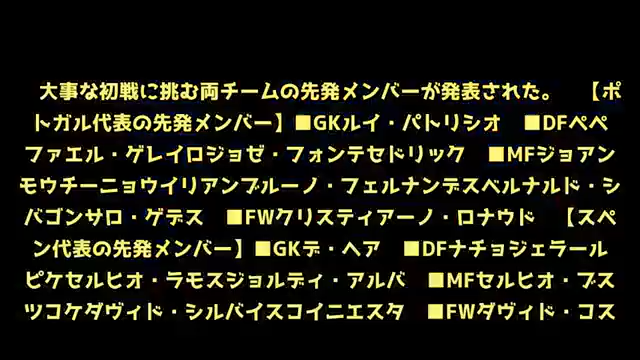 大事な初戦に挑む両チームの先発メンバーが発表された。 【ポ
トガル代表の先発メンバー】■GKルイ・パトリシオ ■DFペペ
ファエル・ゲレイロジョゼ・フォンテセドリック ■MFジョアン
モウチーニョウイリアンブルーノ・フェルナンデスベルナルド・シ
バゴンサロ・ゲデス ■FWクリスティアーノ・ロナウド 【スペ
ン代表の先発メンバー】■GKデ・ヘア ■DFナチョジェラール
ピケセルヒオ・ラモスジョルディ・アルバ ■MFセルヒオ・ブス
ツコケダヴィド・シルバイスコイニエスタ ■FWダヴィド・コス